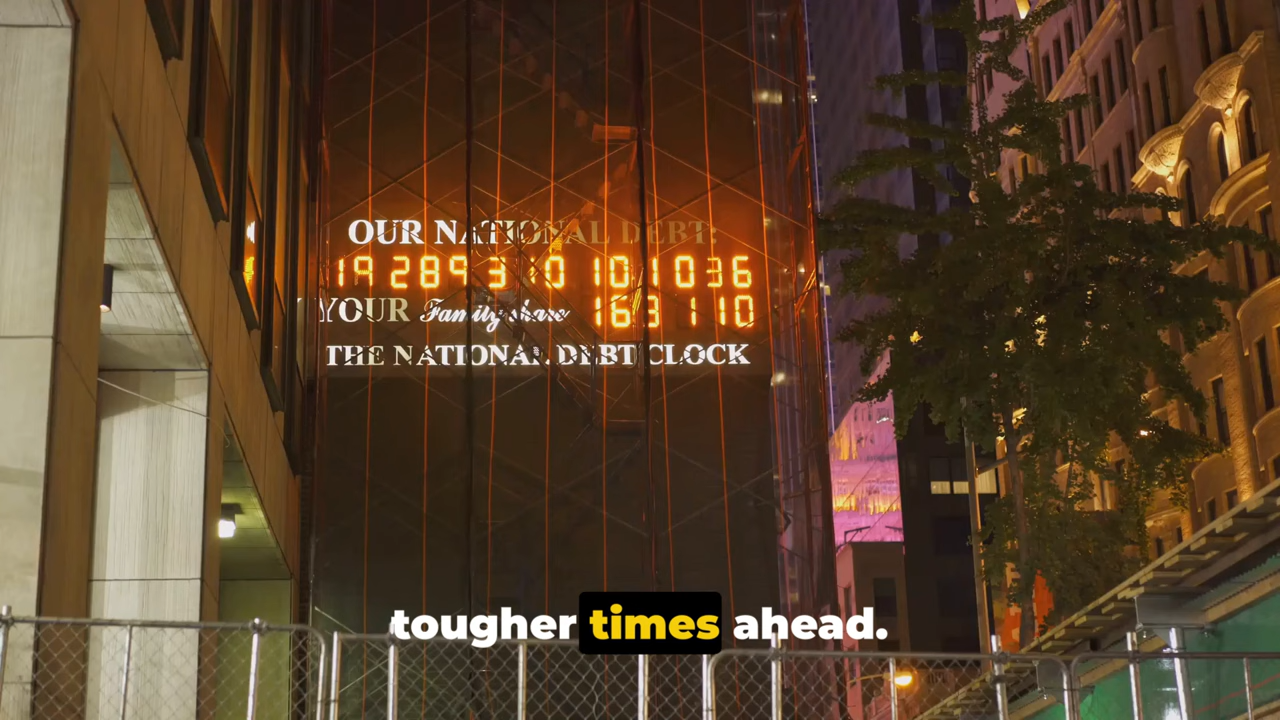 OUR NATIONAL DEBT:
YOUR Family share
THE NATIONAL DEBT CLOCK
tougher times ahead.